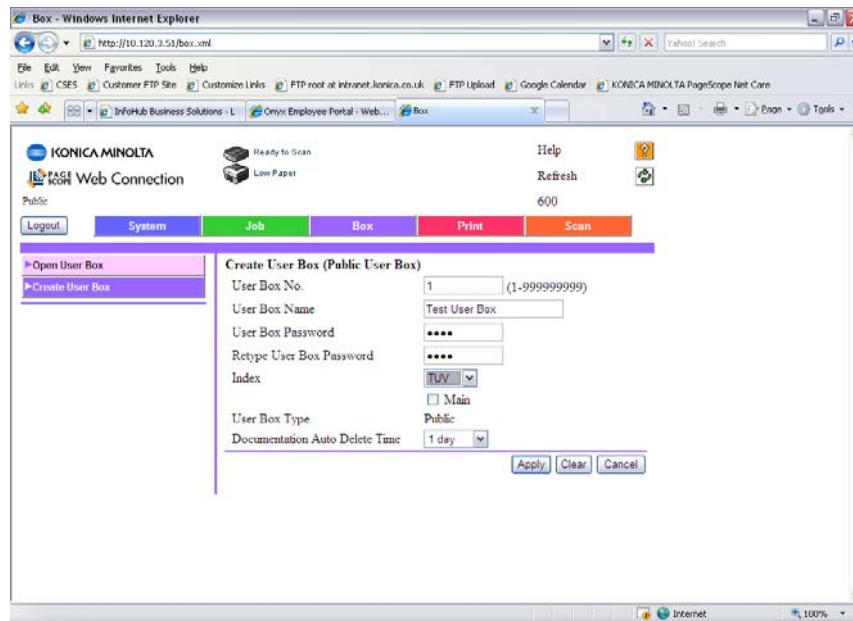 Box - Windows Internet Explorer
http://10.120.3.51/box.xml
Yahoo! Search
File Edit View Favorites Tools Help
Links CSES Customer FTP Site Customize Links FTP root at intranet.konica.co.uk FTP Upload Google Calendar KONICA MINOLTA PageScope Net Care
InfoHub Business Solutions - L Onyx Employee Portal - Web... Box Page Tools
KONICA MINOLTA Ready to Scan Help
PAGE SCOPE Web Connection Low Paper Refresh
Public 600
Logout System Job Box Print Scan
Open User Box
Create User Box
Create User Box (Public User Box)
User Box No. 1 (1-999999999)
User Box Name Test User Box
User Box Password ••••
Retype User Box Password ••••
Index TUV
Main
User Box Type Public
Documentation Auto Delete Time 1 day
Apply Clear Cancel
Internet 100%